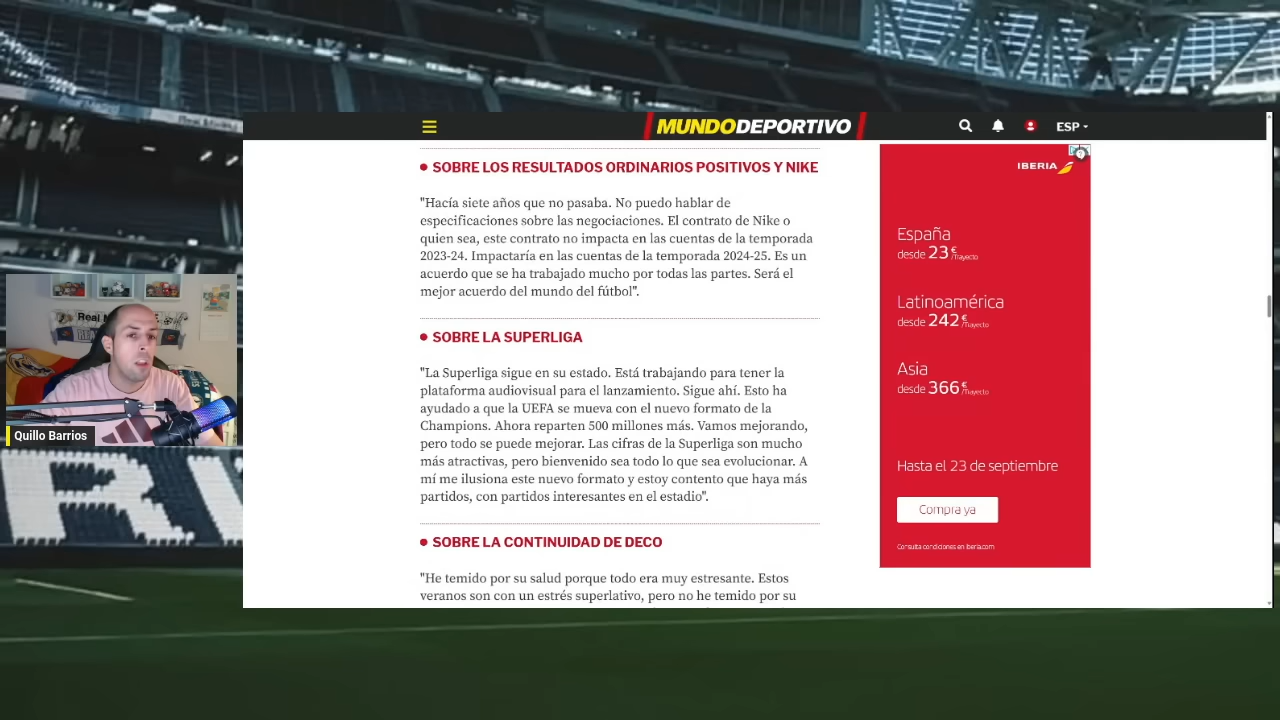 MUNDODEPORTIVO
ESP
SOBRE LOS RESULTADOS ORDINARIOS POSITIVOS Y NIKE
"Hacía siete años que no pasaba. No puedo hablar de
especificaciones sobre las negociaciones. El contrato de Nike o
quien sea, este contrato no impacta en las cuentas de la temporada
2023-24. Impactaría en las cuentas de la temporada 2024-25. Es un
acuerdo que se ha trabajado mucho por todas las partes. Será el
mejor acuerdo del mundo del fútbol".
SOBRE LA SUPERLIGA
"La Superliga sigue en su estado. Está trabajando para tener la
plataforma audiovisual para el lanzamiento. Sigue ahí. Esto ha
ayudado a que la UEFA se mueva con el nuevo formato de la
Champions. Ahora reparten 500 millones más. Vamos mejorando,
pero todo se puede mejorar. Las cifras de la Superliga son mucho
más atractivas, pero bienvenido sea todo lo que sea evolucionar. A
mí me ilusiona este nuevo formato y estoy contento que haya más
partidos, con partidos interesantes en el estadio".
SOBRE LA CONTINUIDAD DE DECO
"He temido por su salud porque todo era muy estresante. Estos
veranos son con un estrés superlativo, pero no he temido por su
IBERIA
España
desde 23€/trayecto
Latinoamérica
desde 242€/trayecto
Asia
desde 366€/trayecto
Hasta el 23 de septiembre
Compra ya
Consulta condiciones en iberia.com
Real
Quillo Barrios